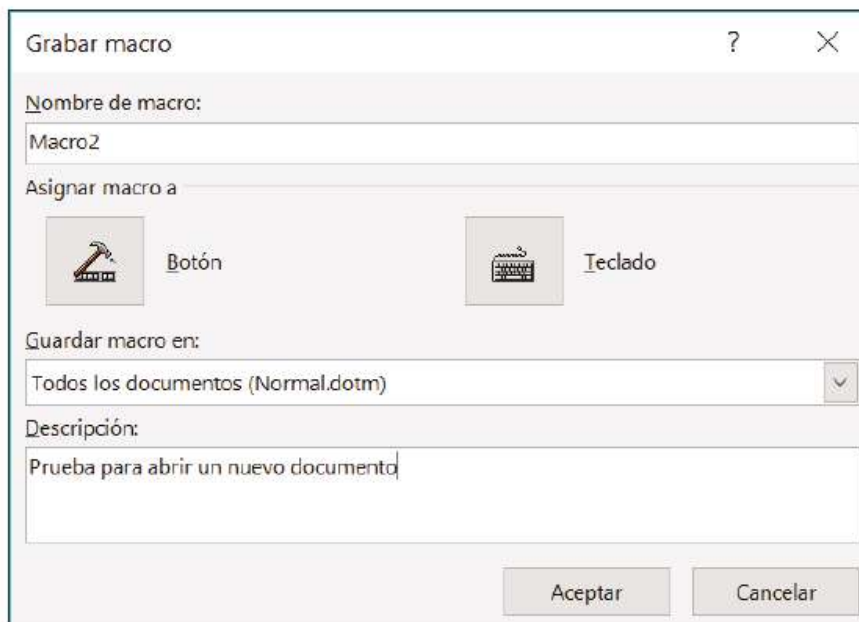 Grabar macro ?
Nombre de macro:
Macro2
Asignar macro a
Botón Teclado
Guardar macro en:
Todos los documentos (Normal.dotm)
Descripción:
Prueba para abrir un nuevo documento
Aceptar Cancelar